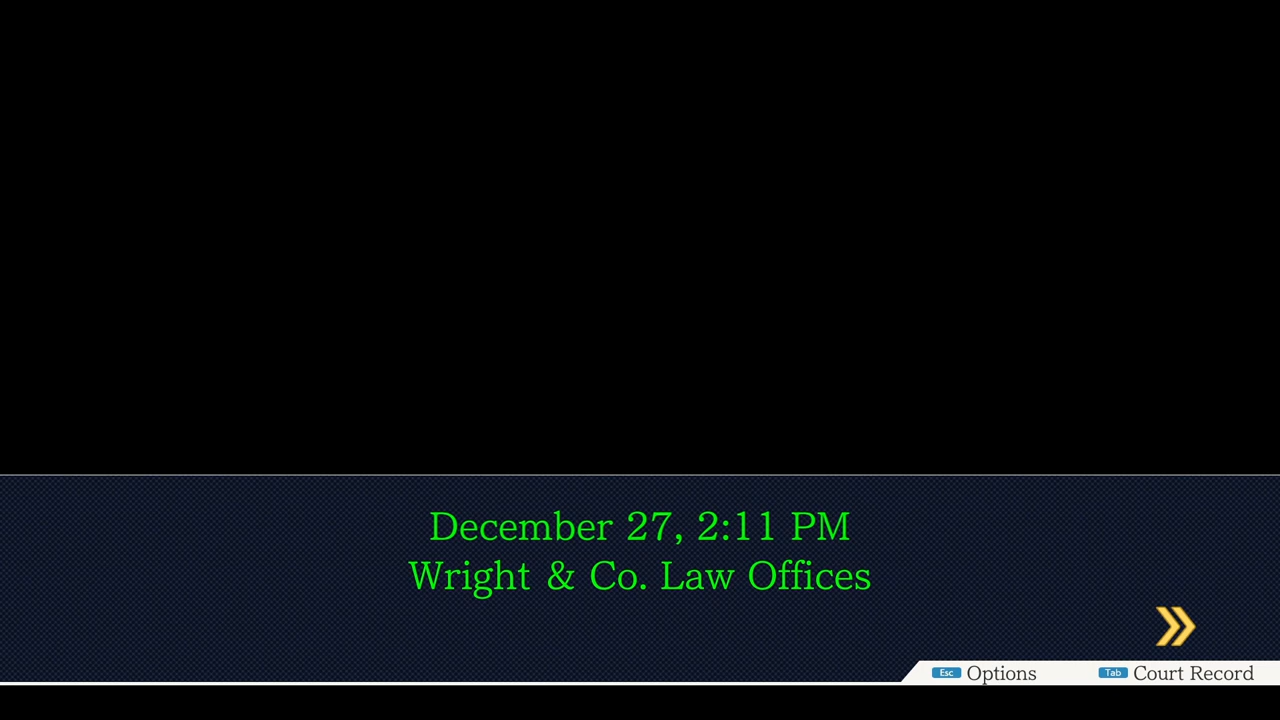 December 27, 2:11 PM
Wright & Co. Law Offices
Esc Options Tab Court Record